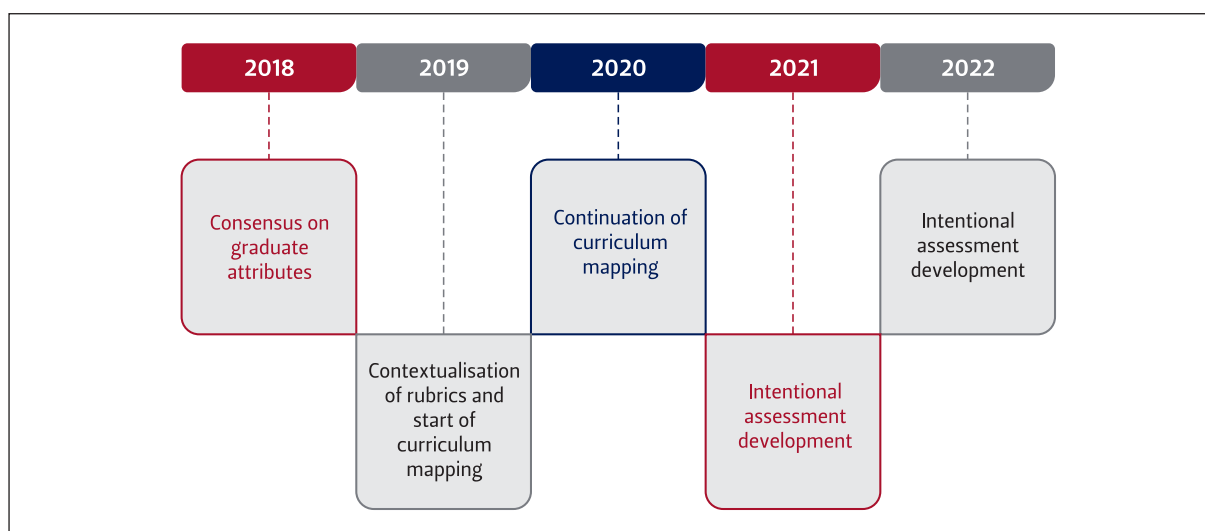 2018
2019
2020
2021
2022
Consensus on
graduate
attributes
Contextualisation
of rubrics and
start of
curriculum
mapping
Continuation of
curriculum
mapping
Intentional
assessment
development
Intentional
assessment
development